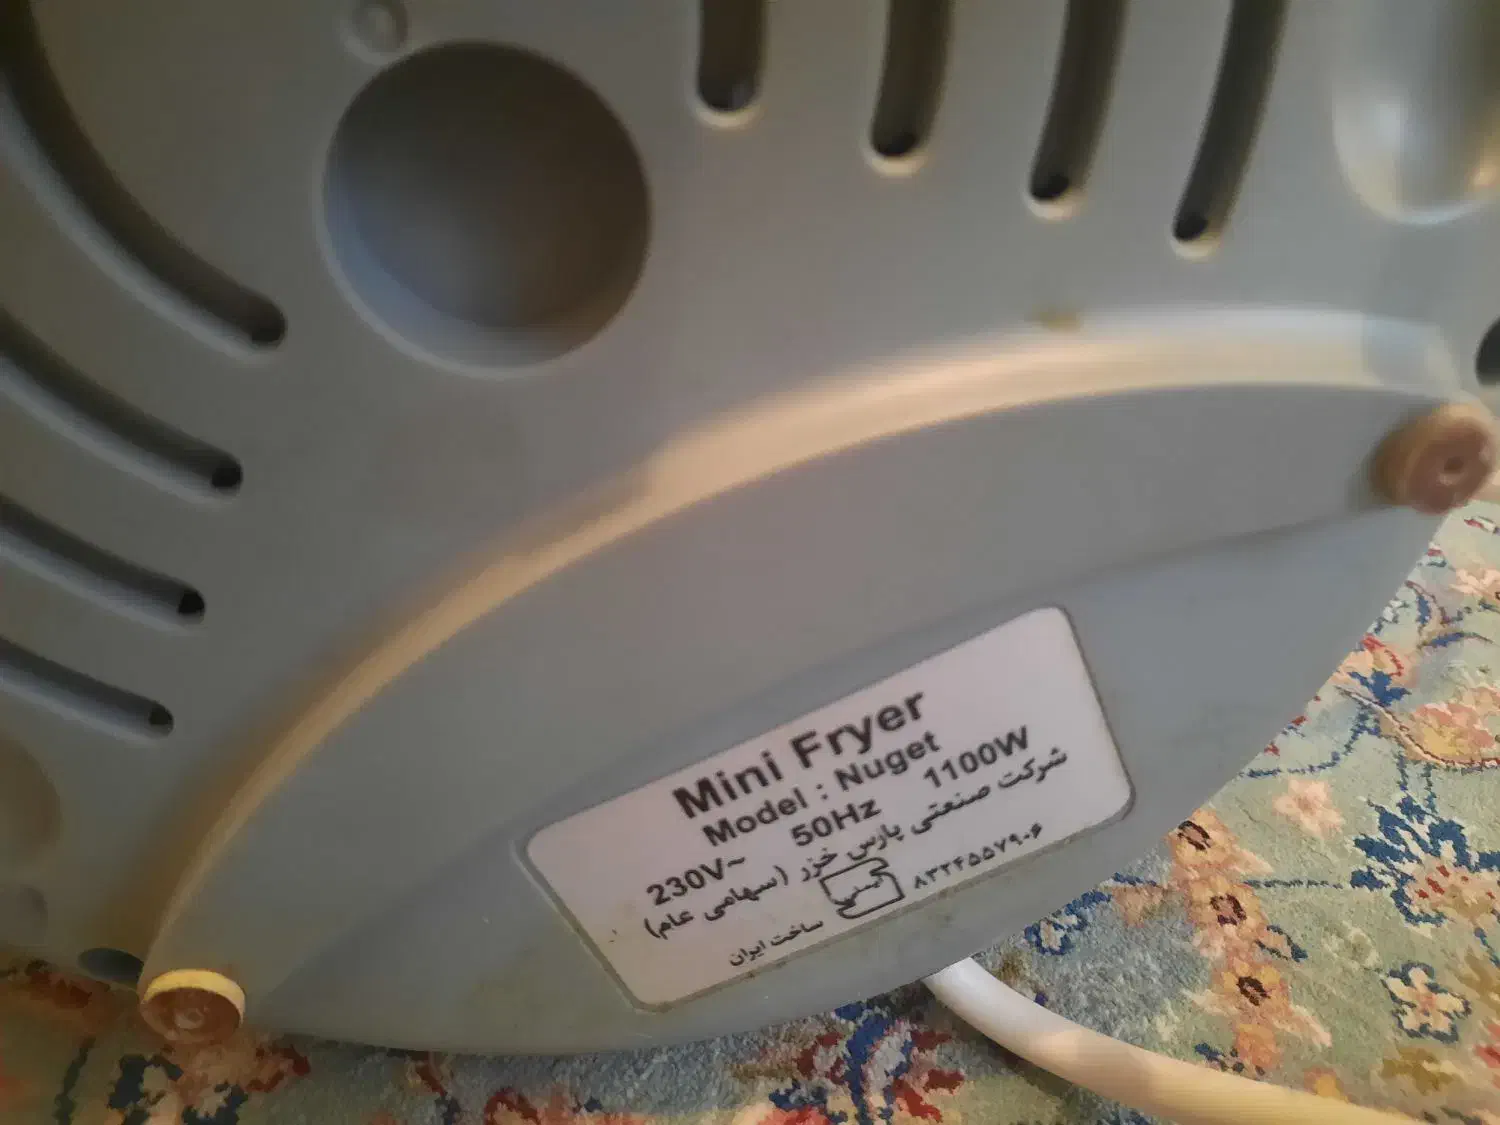 Mini Fryer
Model : Nuget
230V~ 50Hz 1100W
شرکت صنعتی پارس خزر (سهامی عام)
۸۳۲۴۵۵۷۹۰۶
ساخت ایران